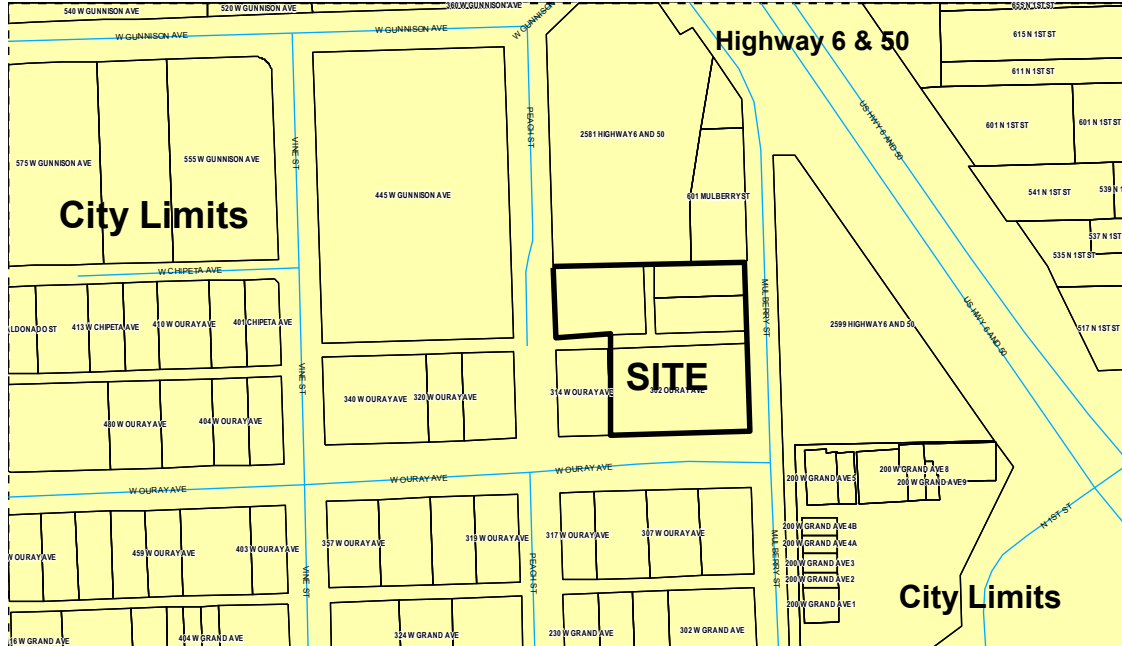 540 W GUNNISON AVE
520 W GUNNISON AVE
360 W GUNNISON AVE
655 N 1ST ST
W GUNNISON AVE
W GUNNISON AVE
W GUNNISON
Highway 6 & 50
615 N 1ST ST
611 N 1ST ST
US HWY 6 AND 50
PEACH ST
VINE ST
2581 HIGHWAY 6 AND 50
601 N 1ST ST
601 N 1ST
575 W GUNNISON AVE
555 W GUNNISON AVE
445 W GUNNISON AVE
601 MULBERRY ST
541 N 1ST ST
539 N 1
City Limits
537 N 1ST
535 N 1ST ST
W CHIPETA AVE
MULBERRY ST
US HWY 6 AND 50
LDONADO ST
413 W CHIPETA AVE
410 W OURAY AVE
401 CHIPETA AVE
2599 HIGHWAY 6 AND 50
517 N 1ST ST
VINE ST
SITE
340 W OURAY AVE
320 W OURAY AVE
314 W OURAY AVE
302 OURAY AVE
480 W OURAY AVE
404 W OURAY AVE
W OURAY AVE
W OURAY AVE
W OURAY AVE
200 W GRAND AVE 5
200 W GRAND AVE 8
200 W GRAND AVE 9
N 1ST ST
200 W GRAND AVE 4B
W OURAY AVE
459 W OURAY AVE
403 W OURAY AVE
357 W OURAY AVE
319 W OURAY AVE
317 W OURAY AVE
307 W OURAY AVE
200 W GRAND AVE 4A
200 W GRAND AVE 3
200 W GRAND AVE 2
VINE ST
PEACH ST
MULBERRY ST
City Limits
200 W GRAND AVE 1
16 W GRAND AVE
404 W GRAND AVE
324 W GRAND AVE
230 W GRAND AVE
302 W GRAND AVE